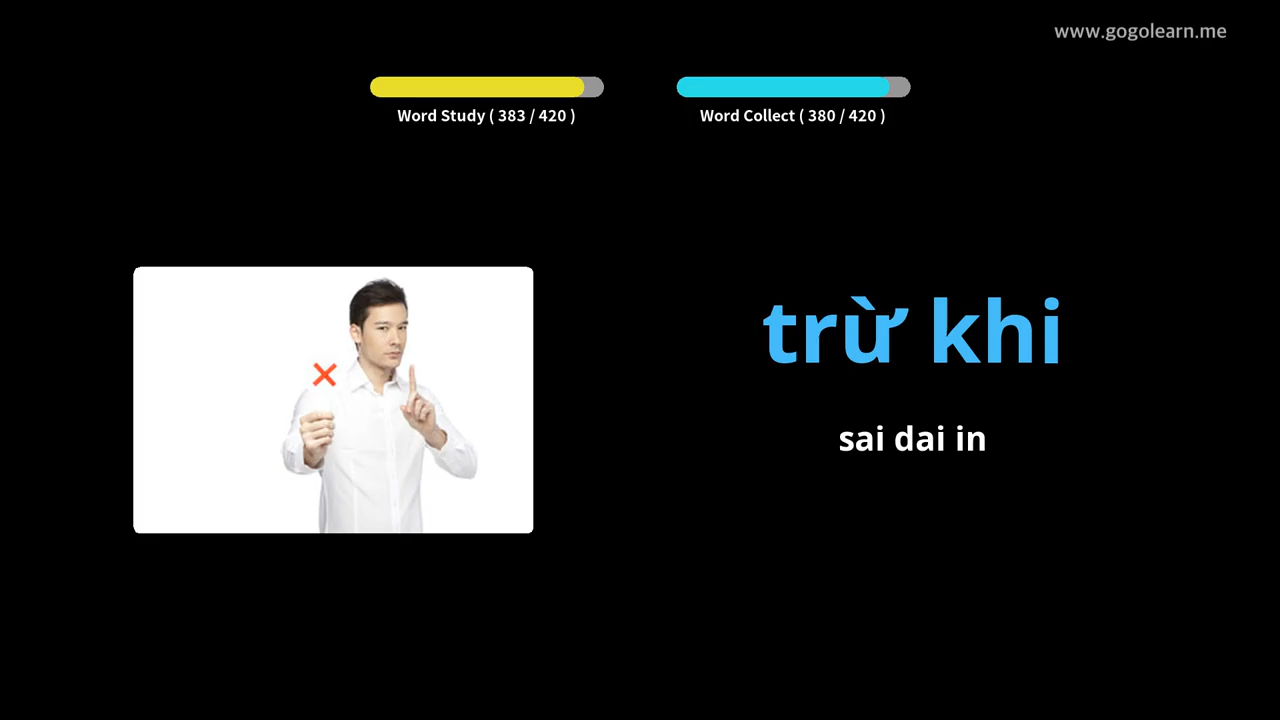 www.gogolearn.me
Word Study ( 383 / 420 )
Word Collect ( 380 / 420 )
trừ khi
sai dai in